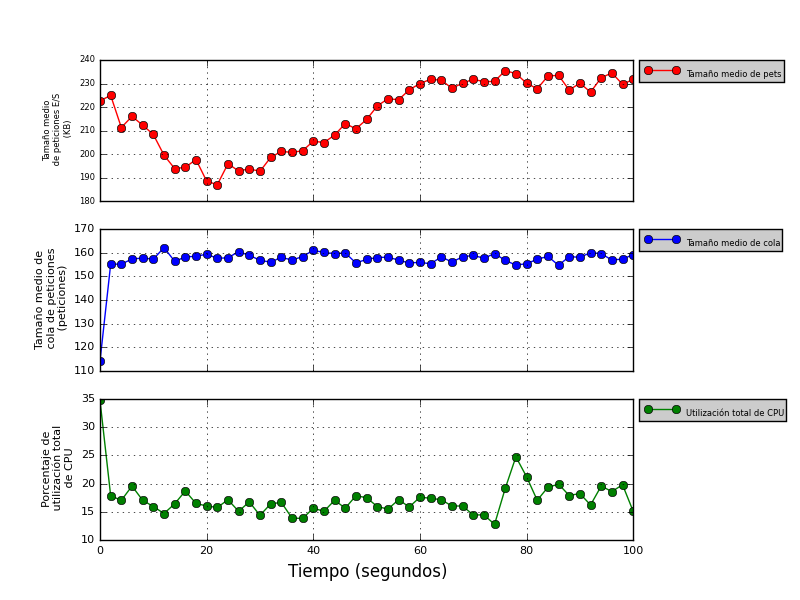 240
230
220
210
200
190
180
Tamaño medio
de peticiones E/S
(KB)
Tamaño medio de pets
170
160
150
140
130
120
110
Tamaño medio de
cola de peticiones
(peticiones)
Tamaño medio de cola
35
30
25
20
15
10
Porcentaje de
utilización total
de CPU
Utilización total de CPU
0 20 40 60 80 100
Tiempo (segundos)